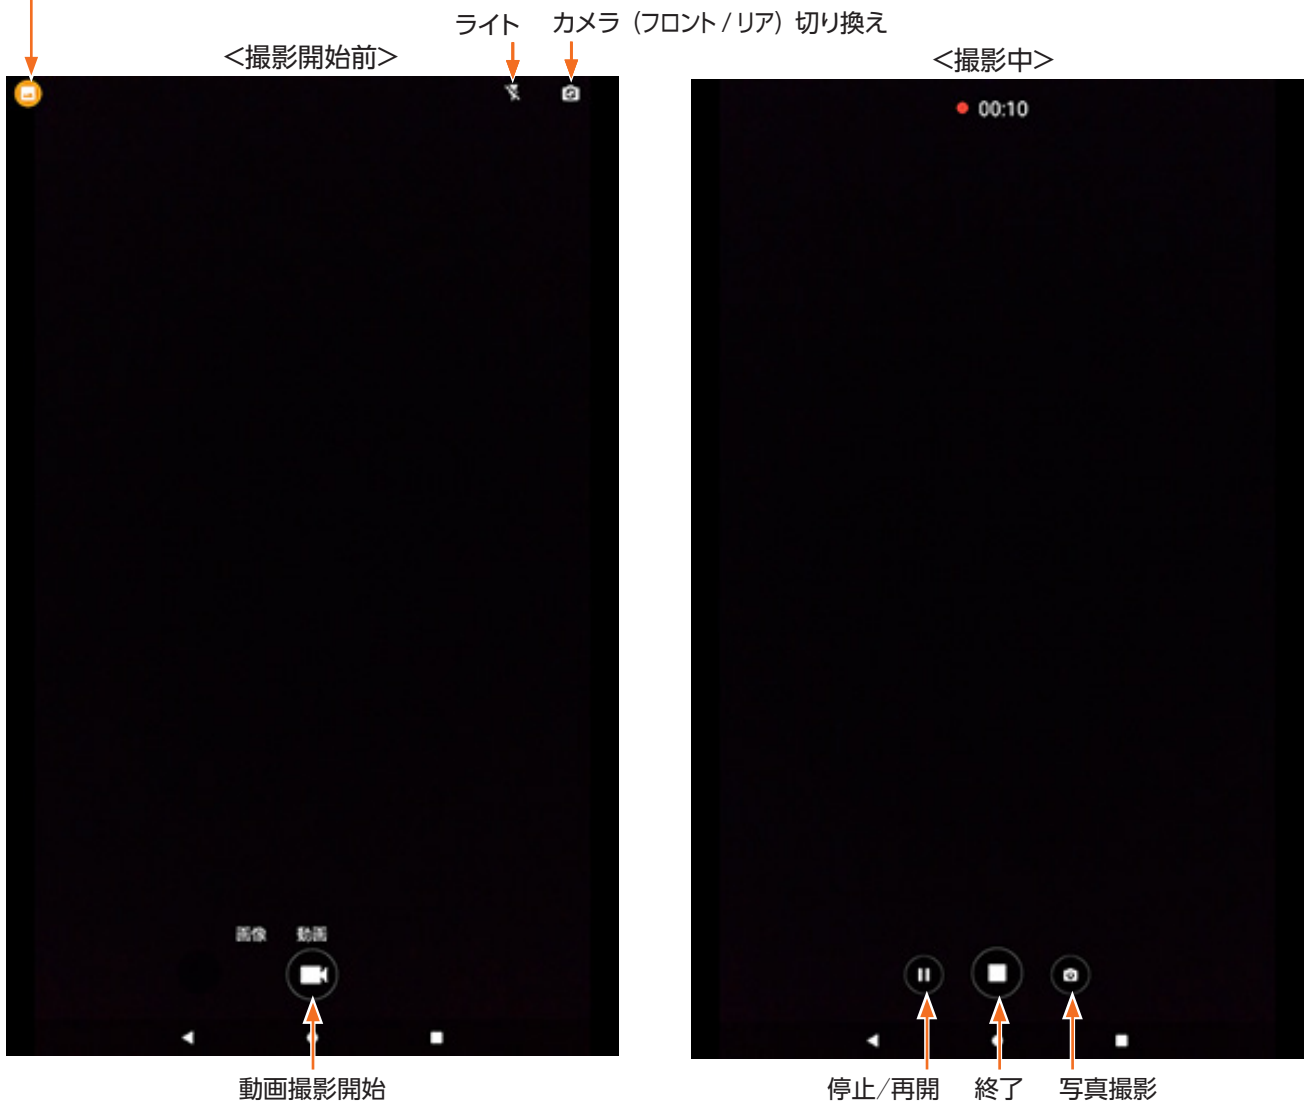 ライト カメラ（フロント / リア）切り換え
＜撮影開始前＞ ＜撮影中＞
00:10
画像 動画
動画撮影開始 停止/再開 終了 写真撮影